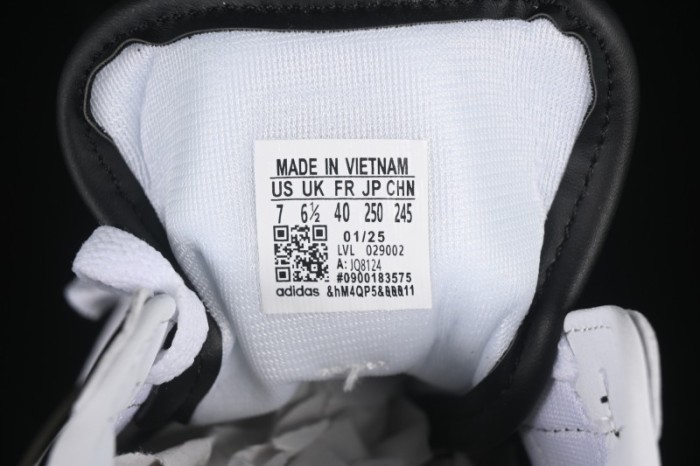 MADE IN VIETNAM
US UK FR JP CHN
7 6½ 40 250 245
01/25
LVL 029002
A: JQ8124
#0900183575
adidas